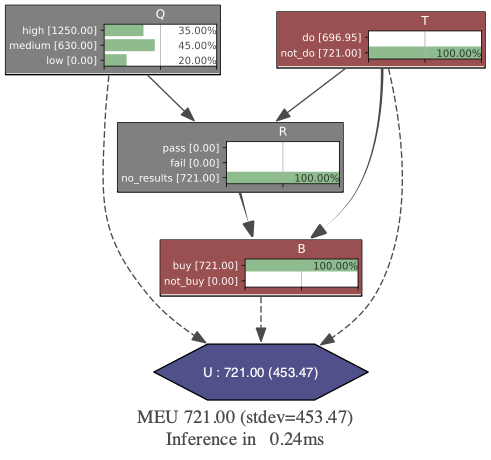 Q
high [1250.00] 35.00%
medium [630.00] 45.00%
low [0.00] 20.00%
T
do [696.95]
not_do [721.00] 100.00%
R
pass [0.00]
fail [0.00]
no_results [721.00] 100.00%
B
buy [721.00] 100.00%
not_buy [0.00]
U : 721.00 (453.47)
MEU 721.00 (stdev=453.47)
Inference in 0.24ms